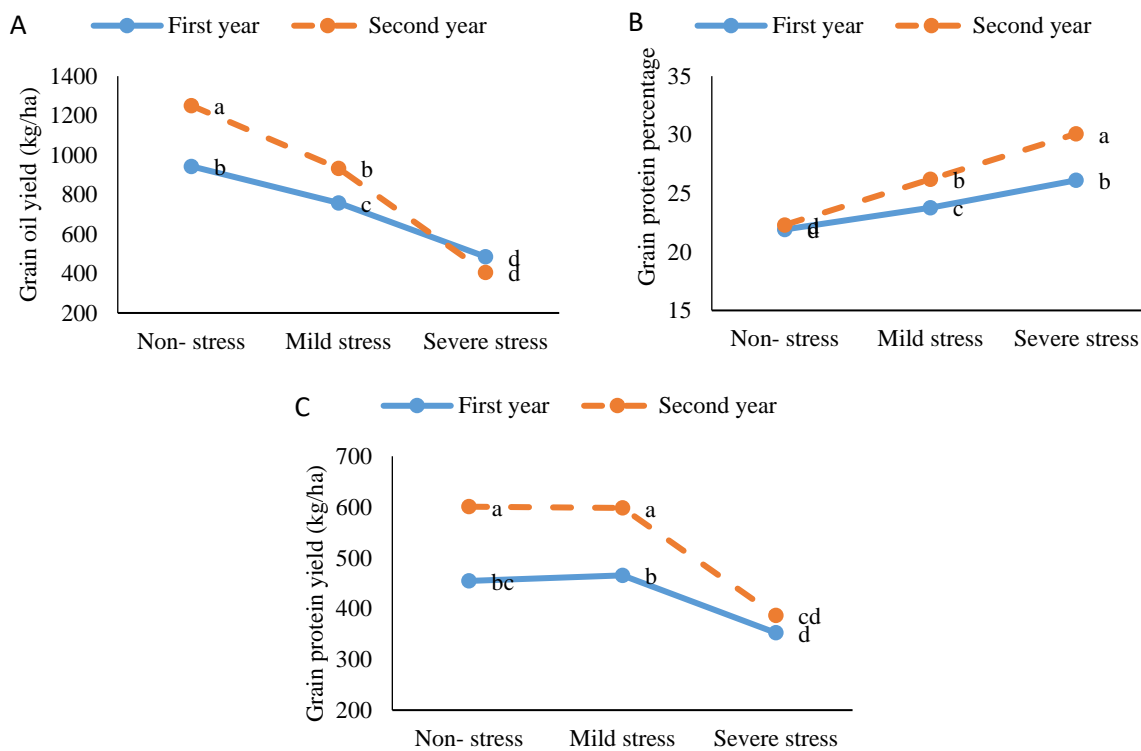 A
First year
Second year
Grain oil yield (kg/ha)
1400
1200
1000
800
600
400
200
a
b
b
c
d
d
Non- stress
Mild stress
Severe stress
B
First year
Second year
Grain protein percentage
35
30
25
20
15
d
d
b
c
a
b
Non- stress
Mild stress
Severe stress
C
First year
Second year
Grain protein yield (kg/ha)
700
600
500
400
300
200
a
a
bc
b
cd
d
Non- stress
Mild stress
Severe stress